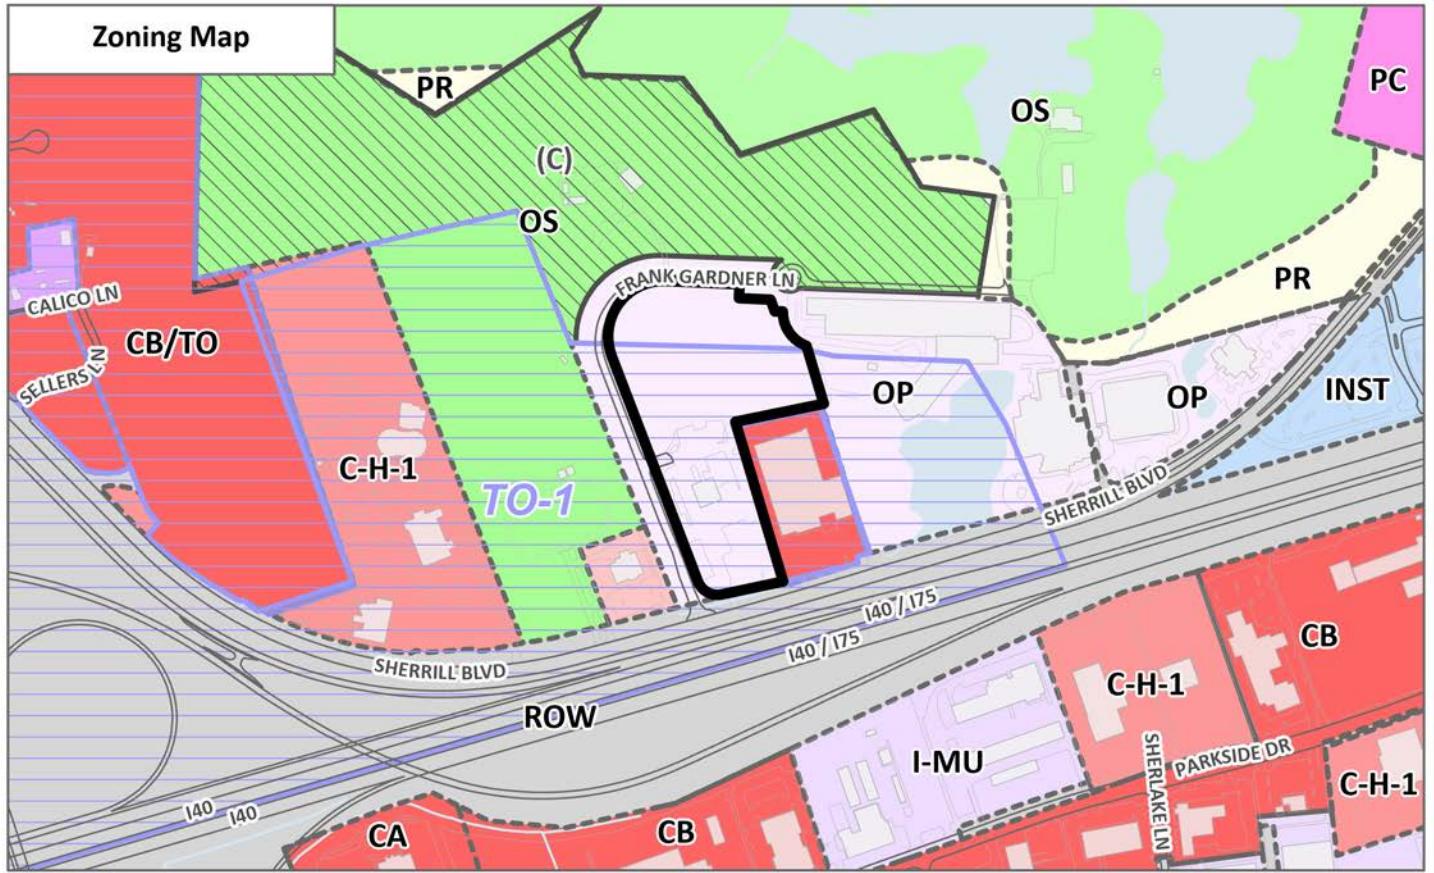 Zoning Map
PR
OS
PC
(C)
OS
PR
CALICO LN
FRANK GARDNER LN
CB/TO
SELLERS LN
OP
OP
INST
C-H-1
TO-1
SHERRILL BLVD
I40 / I75
I40 / I75
SHERRILL BLVD
ROW
CB
C-H-1
I-MU
SHERLAKE LN
PARKSIDE DR
C-H-1
I40
I40
CA
CB